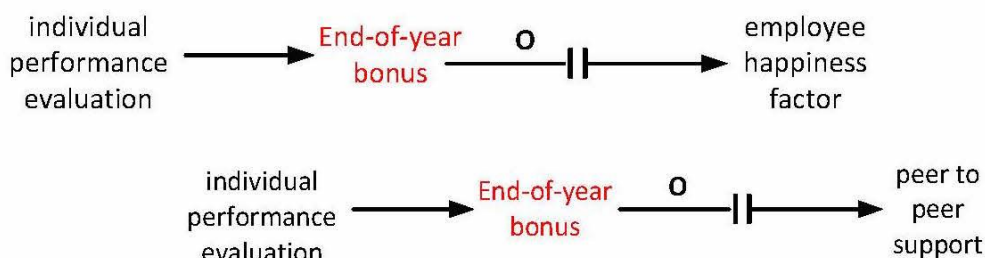 individual
performance
evaluation
End-of-year
bonus
O
employee
happiness
factor
individual
performance
evaluation
End-of-year
bonus
O
peer to
peer
support